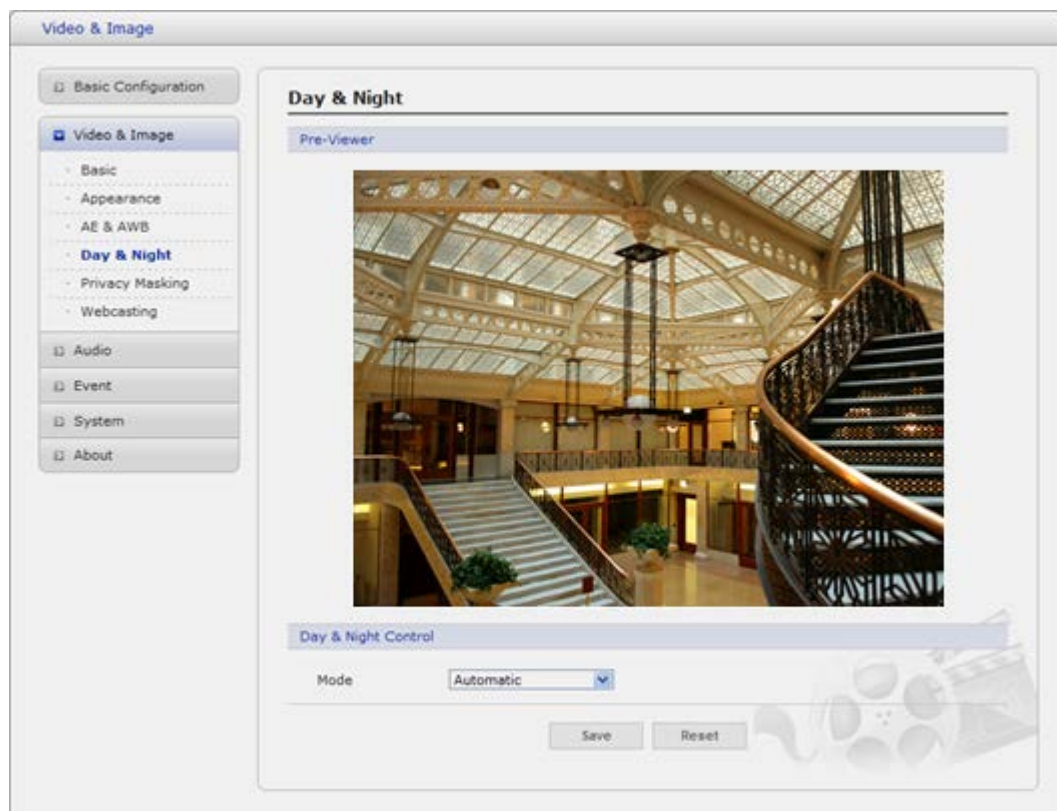 Video & Image
Basic Configuration
Video & Image
Basic
Appearance
AE & AWB
Day & Night
Privacy Masking
Webcasting
Audio
Event
System
About
Day & Night
Pre-Viewer
Day & Night Control
Mode Automatic
Save Reset